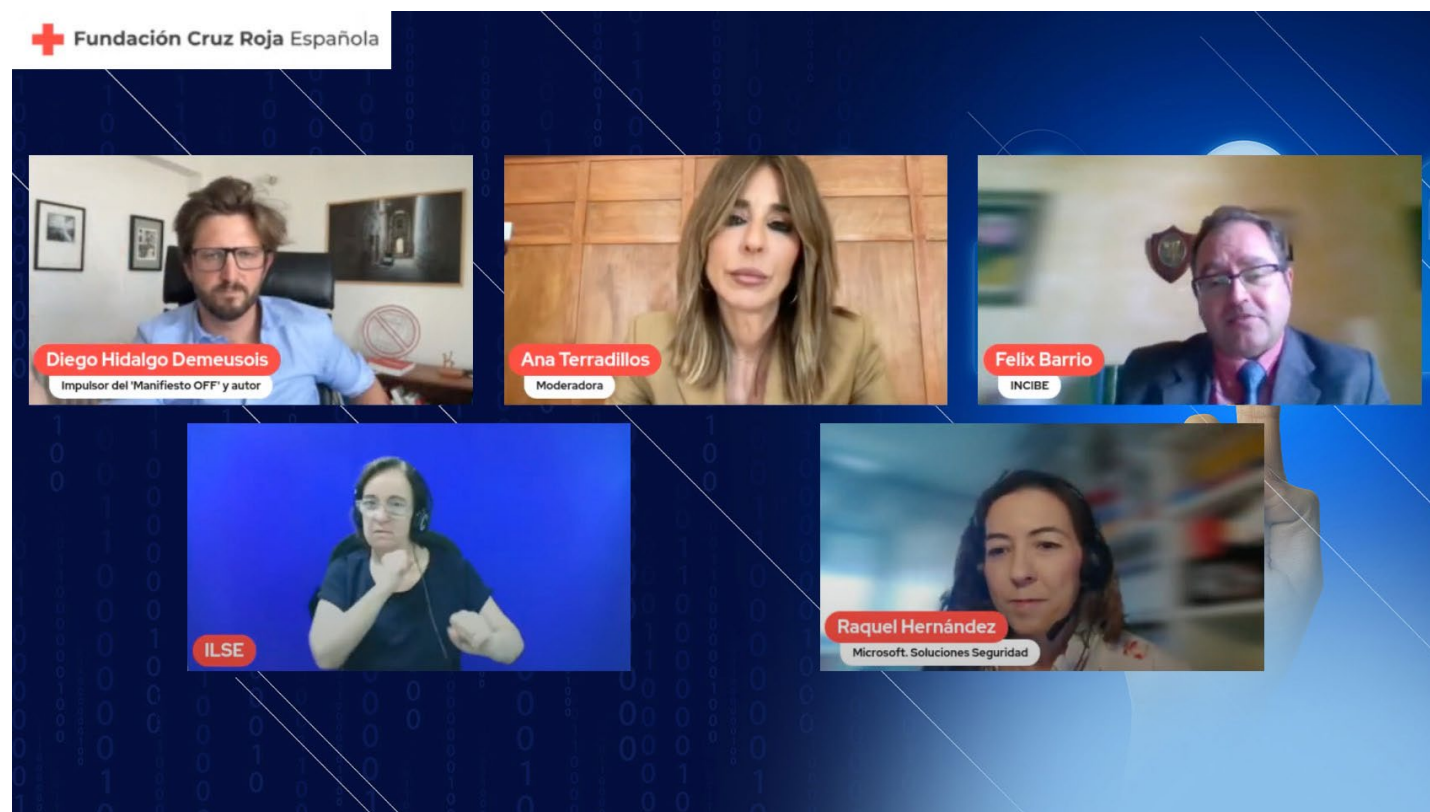 Fundación Cruz Roja Española
Diego Hidalgo Demeusois
Impulsor del 'Manifiesto OFF' y autor
Ana Terradillos
Moderadora
Felix Barrio
INCIBE
ILSE
Raquel Hernández
Microsoft. Soluciones Seguridad